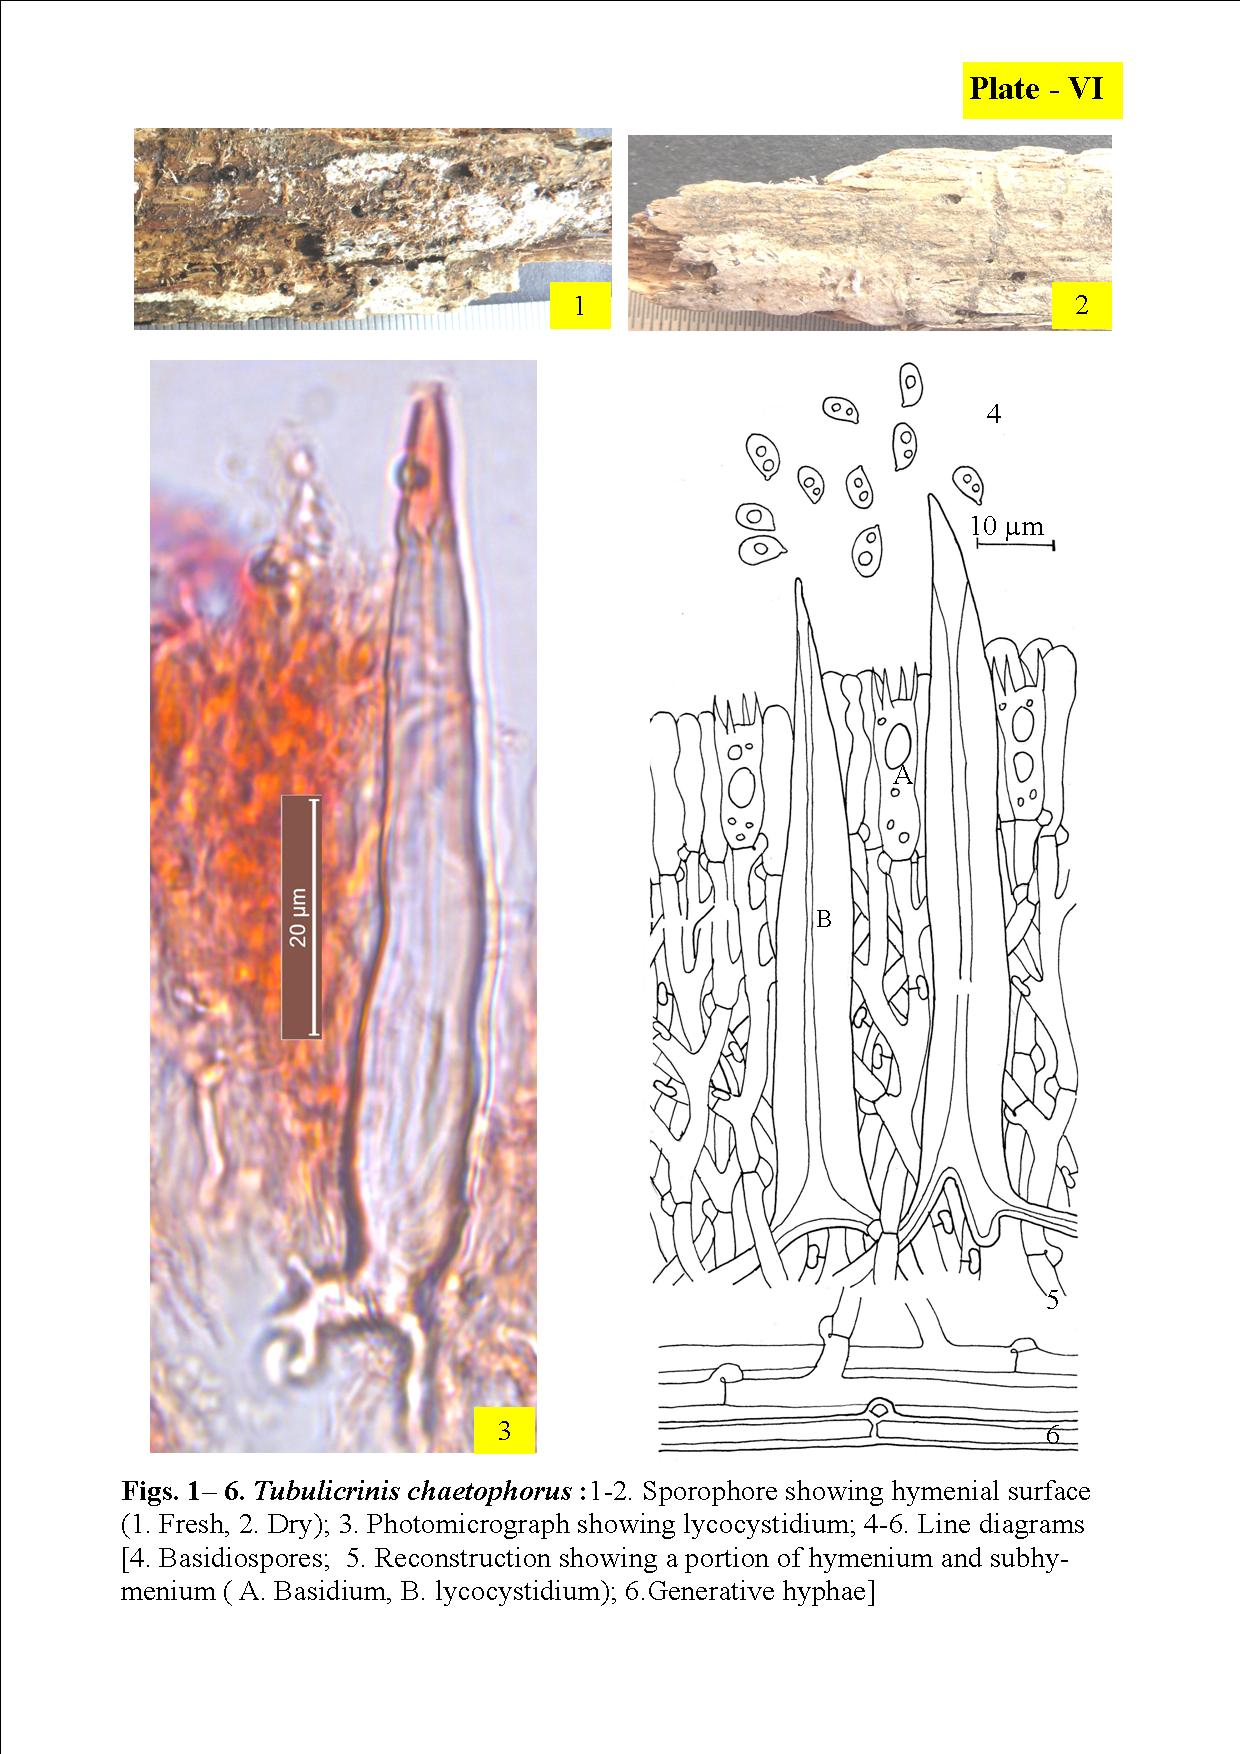 Plate - VI
1
2
4
10 µm
A
20 µm
B
5
3
6
Figs. 1– 6. Tubulicrinis chaetophorus :1-2. Sporophore showing hymenial surface
(1. Fresh, 2. Dry); 3. Photomicrograph showing lycocystidium; 4-6. Line diagrams
[4. Basidiospores;  5. Reconstruction showing a portion of hymenium and subhy-
menium ( A. Basidium, B. lycocystidium); 6.Generative hyphae]